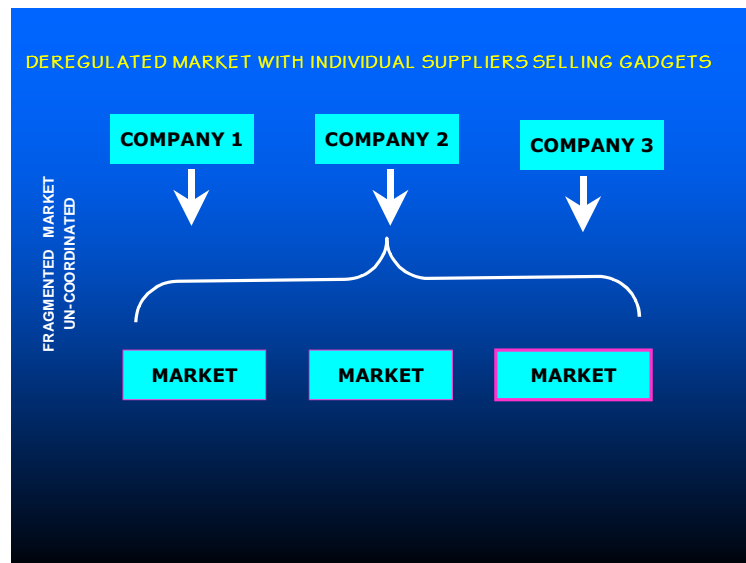 DEREGULATED MARKET WITH INDIVIDUAL SUPPLIERS SELLING GADGETS
COMPANY 1
COMPANY 2
COMPANY 3
FRAGMENTED MARKET
UN-COORDINATED
MARKET
MARKET
MARKET